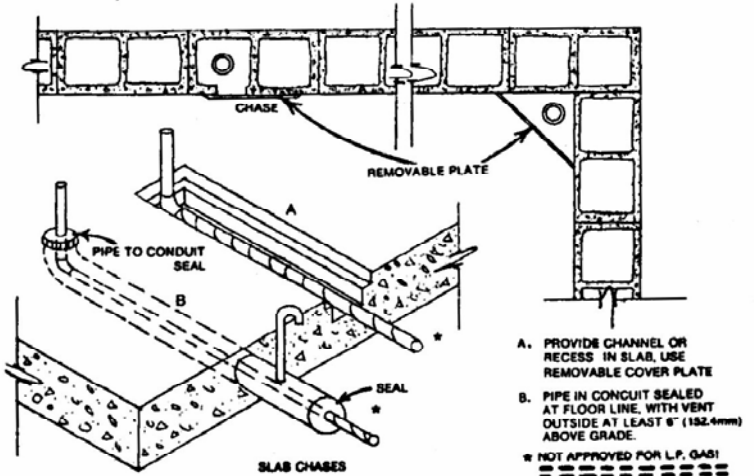 CHASE
REMOVABLE PLATE
A
PIPE TO CONDUIT
SEAL
B
*
SEAL
*
SLAB CHASES
A. PROVIDE CHANNEL OR
RECESS IN SLAB, USE
REMOVABLE COVER PLATE
B. PIPE IN CONDUIT SEALED
AT FLOOR LINE, WITH VENT
OUTSIDE AT LEAST 6" (152.4mm)
ABOVE GRADE.
* NOT APPROVED FOR L.P. GAS!